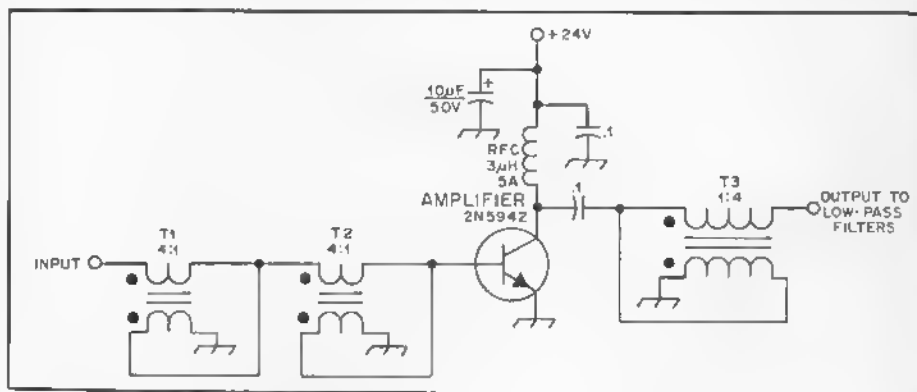 +24V
10µF
50V
.1
RFC
3µH
5A
AMPLIFIER
2N5942
.1
T3
1:4
OUTPUT TO
LOW-PASS
FILTERS
T1
4:1
T2
4:1
INPUT